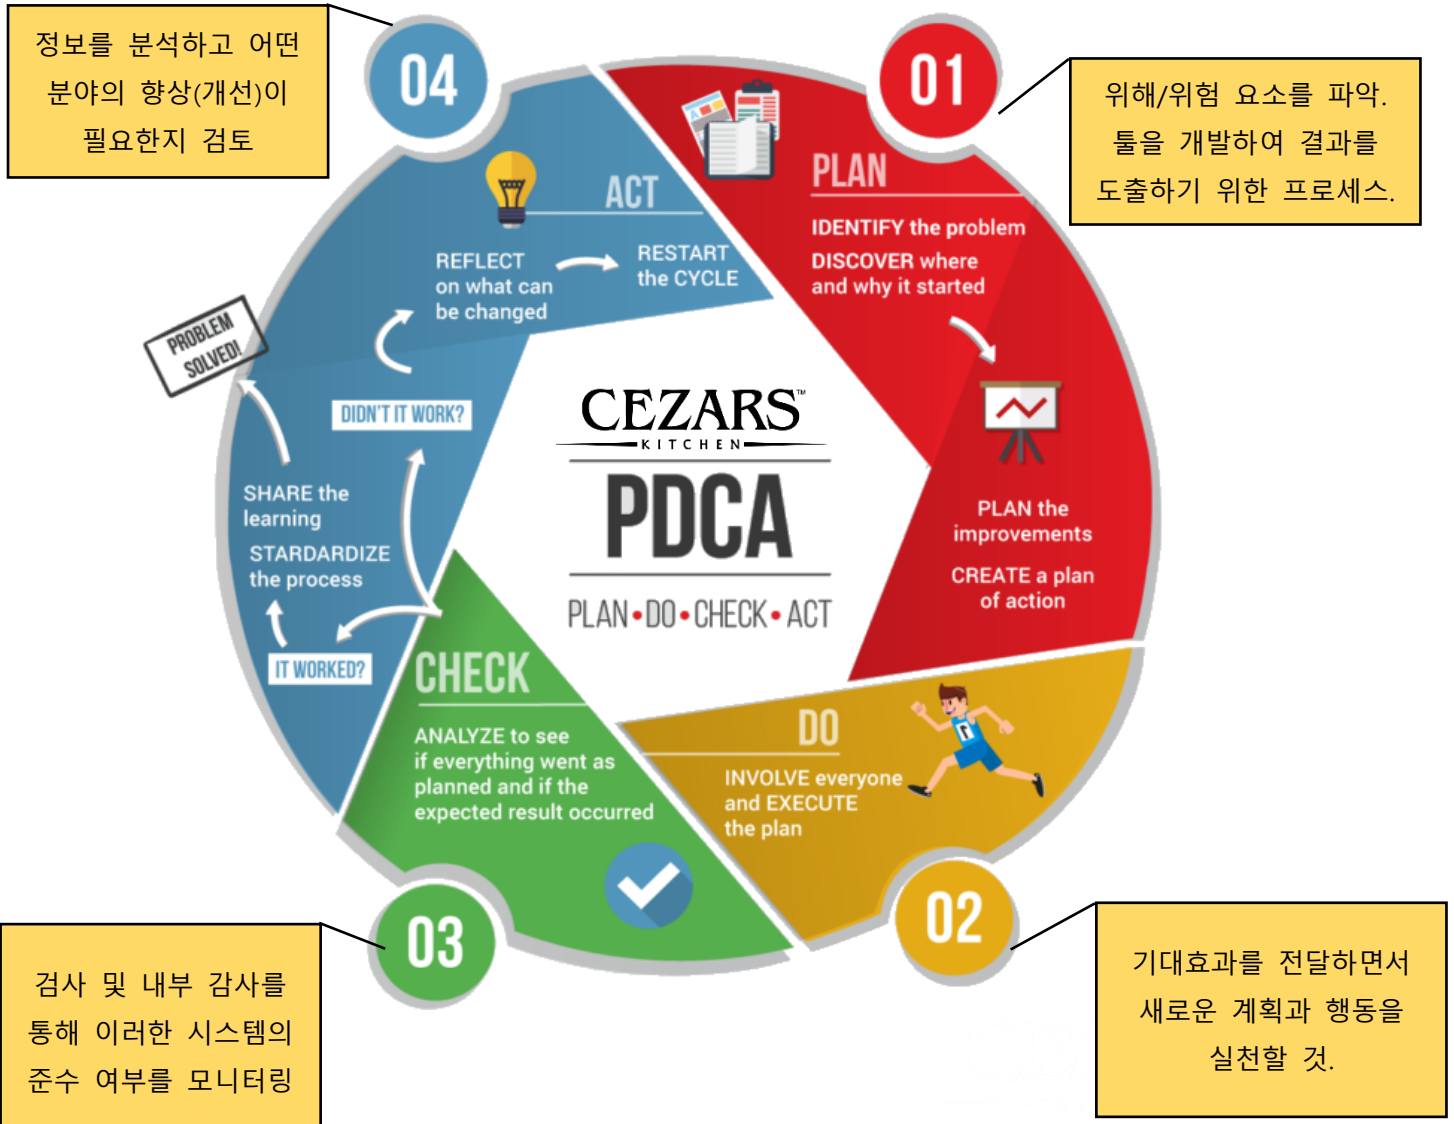 정보를 분석하고 어떤
분야의 향상(개선)이
필요한지 검토
04
01
위해/위험 요소를 파악.
툴을 개발하여 결과를
도출하기 위한 프로세스.
PLAN
IDENTIFY the problem
DISCOVER where
and why it started
PLAN the
improvements
CREATE a plan
of action
ACT
REFLECT
on what can
be changed
RESTART
the CYCLE
PROBLEM
SOLVED!
DIDN'T IT WORK?
SHARE the
learning
STARDARDIZE
the process
IT WORKED?
CEZARS™
KITCHEN
PDCA
PLAN•DO•CHECK•ACT
CHECK
ANALYZE to see
if everything went as
planned and if the
expected result occurred
DO
INVOLVE everyone
and EXECUTE
the plan
1
03
02
검사 및 내부 감사를
통해 이러한 시스템의
준수 여부를 모니터링
기대효과를 전달하면서
새로운 계획과 행동을
실천할 것.